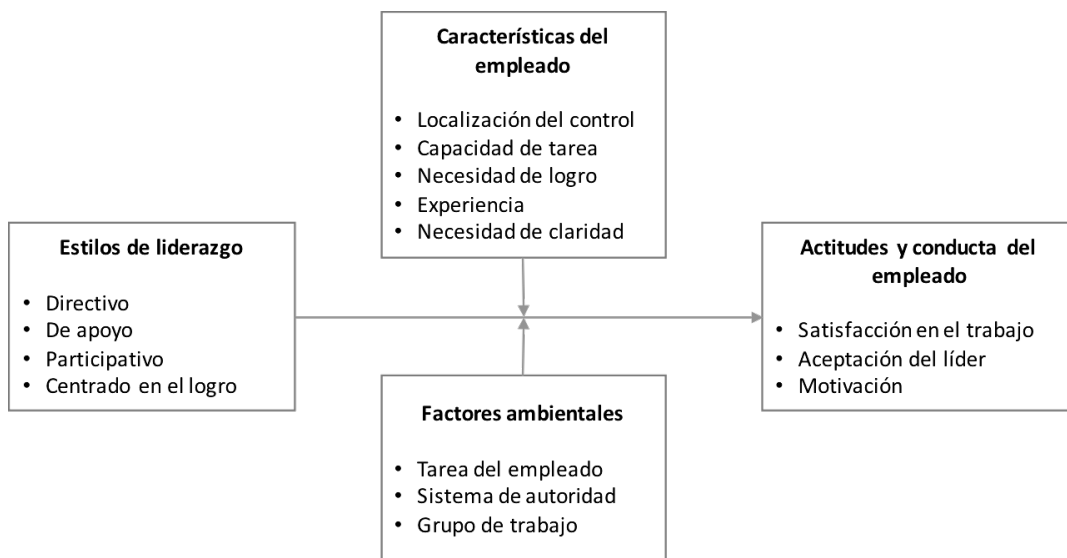 Características del
empleado
• Localización del control
• Capacidad de tarea
• Necesidad de logro
• Experiencia
• Necesidad de claridad
Estilos de liderazgo
• Directivo
• De apoyo
• Participativo
• Centrado en el logro
Actitudes y conducta del
empleado
• Satisfacción en el trabajo
• Aceptación del líder
• Motivación
Factores ambientales
• Tarea del empleado
• Sistema de autoridad
• Grupo de trabajo